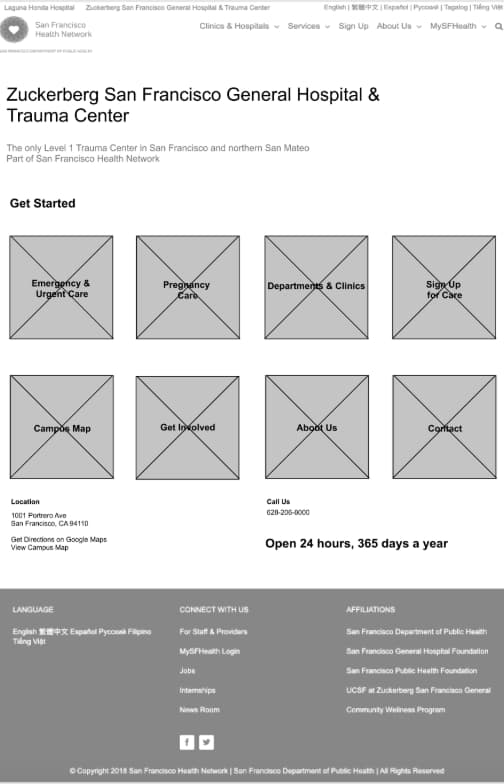 Laguna Honda Hospital Zuckerberg San Francisco General Hospital & Trauma Center English | 繁體中文 | Español | Русский | Tagalog | Tiếng Việt
San Francisco
Health Network
SAN FRANCISCO DEPARTMENT OF PUBLIC HEALTH
Clinics & Hospitals Services Sign Up About Us MySFHealth
Zuckerberg San Francisco General Hospital &
Trauma Center
The only Level 1 Trauma Center in San Francisco and northern San Mateo
Part of San Francisco Health Network
Get Started
Emergency &
Urgent Care
Pregnancy
Care
Departments & Clinics
Sign Up
for Care
Campus Map
Get Involved
About Us
Contact
Location
1001 Portrero Ave
San Francisco, CA 94110
Get Directions on Google Maps
View Campus Map
Call Us
628-206-8000
Open 24 hours, 365 days a year
LANGUAGE
English 繁體中文 Español Русский Filipino
Tiếng Việt
CONNECT WITH US
For Staff & Providers
MySFHealth Login
Jobs
Internships
News Room
AFFILIATIONS
San Francisco Department of Public Health
San Francisco General Hospital Foundation
San Francisco Public Health Foundation
UCSF at Zuckerberg San Francisco General
Community Wellness Program
© Copyright 2018 San Francisco Health Network | San Francisco Department of Public Health | All Rights Reserved